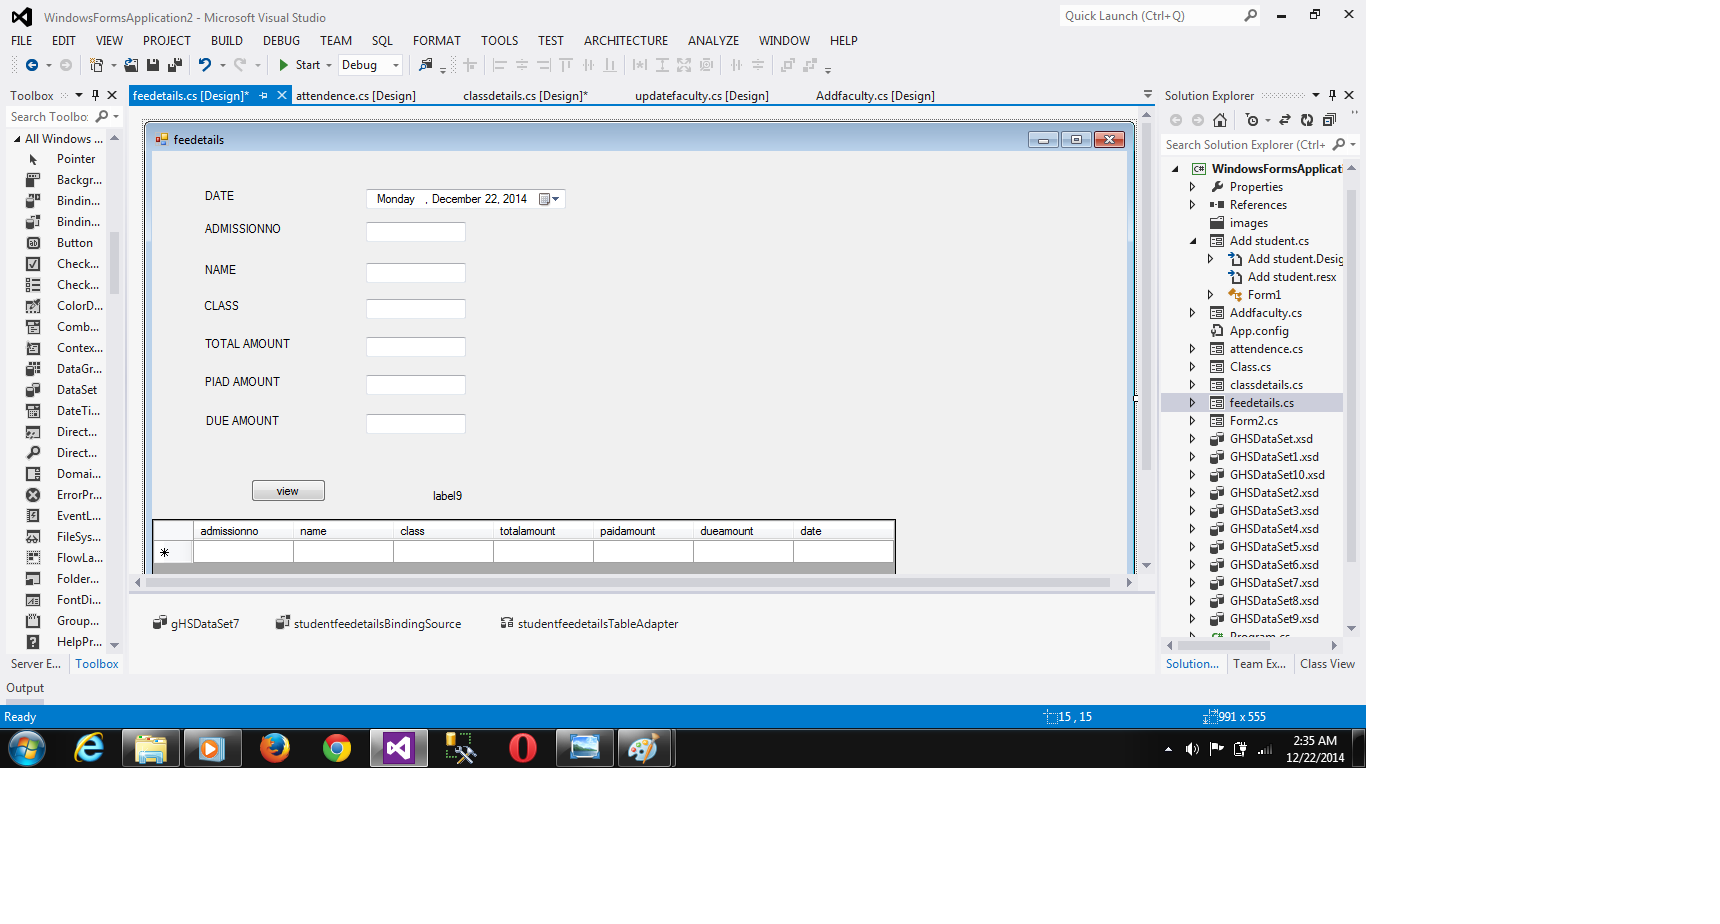 WindowsFormsApplication2 - Microsoft Visual Studio
Quick Launch (Ctrl+Q)
FILE EDIT VIEW PROJECT BUILD DEBUG TEAM SQL FORMAT TOOLS TEST ARCHITECTURE ANALYZE WINDOW HELP
Start Debug
Toolbox
Search Toolbo
All Windows ...
Pointer
Backgr...
Bindin...
Bindin...
Button
Check...
Check...
ColorD...
Comb...
Contex...
DataGr...
DataSet
DateTi...
Direct...
Direct...
Domai...
ErrorPr...
EventL...
FileSys...
FlowLa...
Folder...
FontDi...
Group...
HelpPr...
Server E... Toolbox
feedetails.cs [Design]* attendence.cs [Design] classdetails.cs [Design]* updatefaculty.cs [Design] Addfaculty.cs [Design]
feedetails
DATE Monday , December 22, 2014
ADMISSIONNO
NAME
CLASS
TOTAL AMOUNT
PIAD AMOUNT
DUE AMOUNT
view label9
admissionno name class totalamount paidamount dueamount date
gHSDataSet7 studentfeedetailsBindingSource studentfeedetailsTableAdapter
Solution Explorer
Search Solution Explorer (Ctrl+
WindowsFormsApplicati
Properties
References
images
Add student.cs
Add student.Desig
Add student.resx
Form1
Addfaculty.cs
App.config
attendence.cs
Class.cs
classdetails.cs
feedetails.cs
Form2.cs
GHSDataSet.xsd
GHSDataSet1.xsd
GHSDataSet10.xsd
GHSDataSet2.xsd
GHSDataSet3.xsd
GHSDataSet4.xsd
GHSDataSet5.xsd
GHSDataSet6.xsd
GHSDataSet7.xsd
GHSDataSet8.xsd
GHSDataSet9.xsd
Program.cs
Solution... Team Ex... Class View
Output
Ready 15 , 15 991 x 555
2:35 AM
12/22/2014